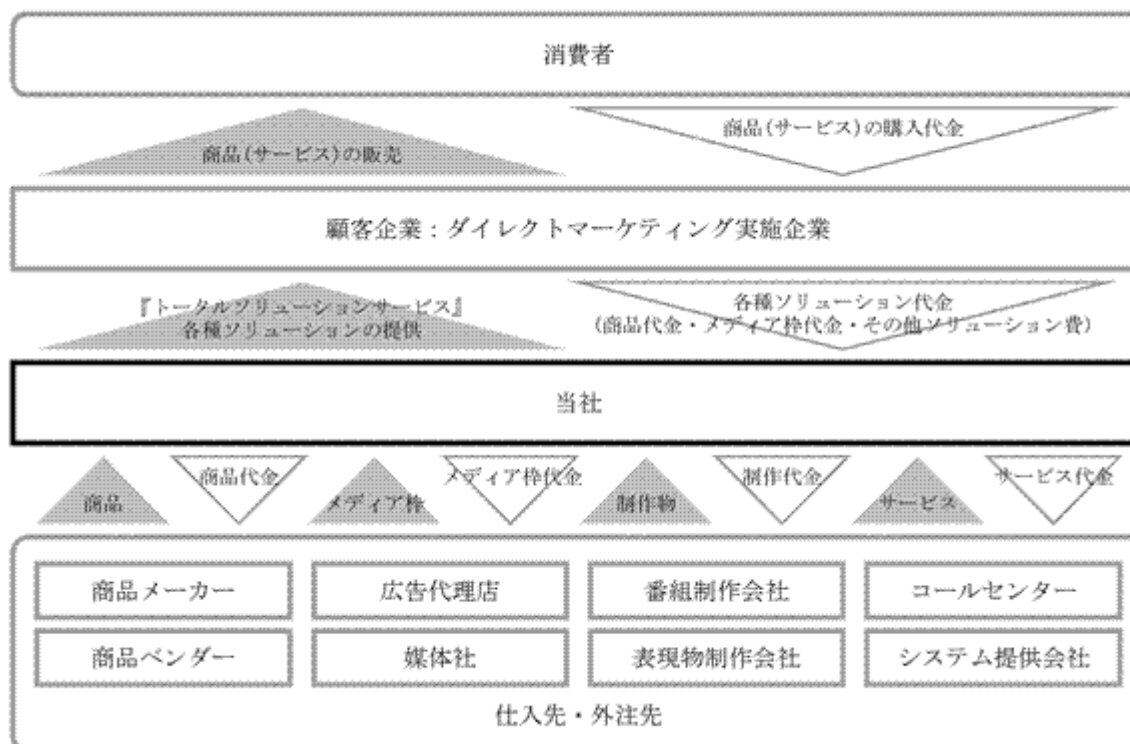 消費者
商品(サービス)の販売
商品(サービス)の購入代金
顧客企業：ダイレクトマーケティング実施企業
『トータルソリューションサービス』
各種ソリューションの提供
各種ソリューション代金
(商品代金・メディア枠代金・その他ソリューション費)
当社
商品
商品代金
メディア枠
メディア枠代金
制作物
制作代金
サービス
サービス代金
商品メーカー
広告代理店
番組制作会社
コールセンター
商品ベンダー
媒体社
表現物制作会社
システム提供会社
仕入先・外注先